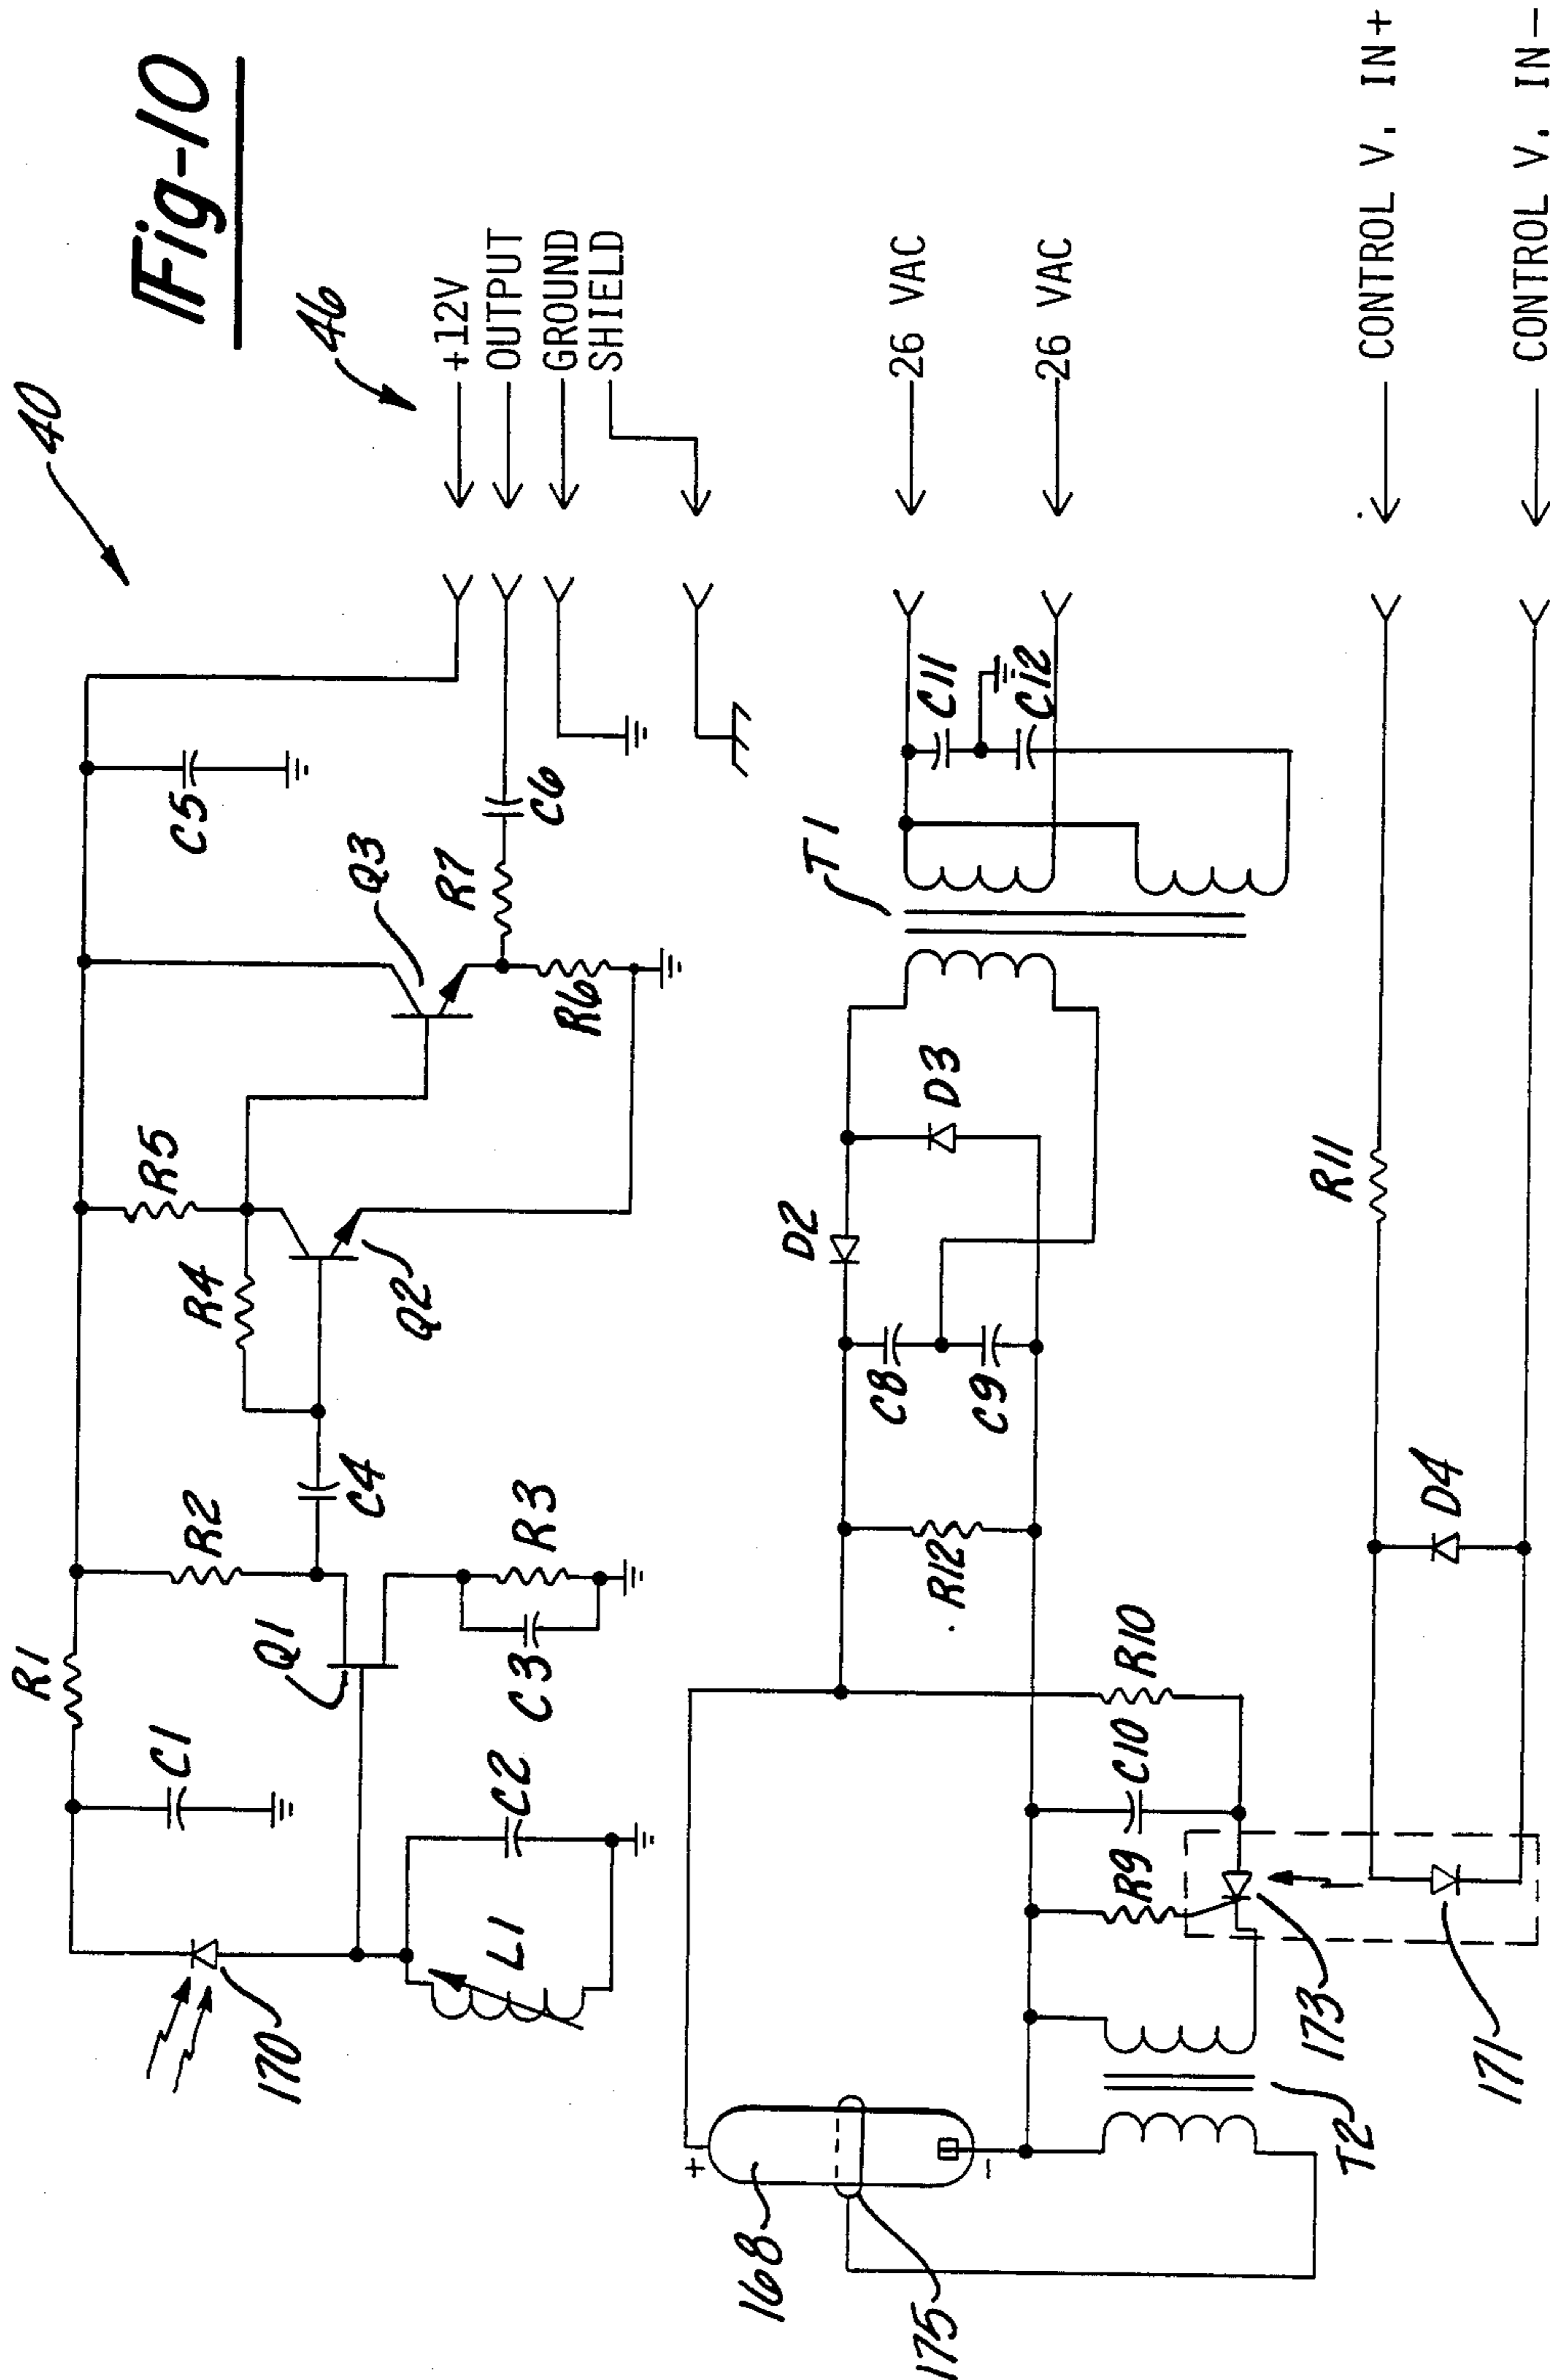 Fig-10
40
46
+12V
OUTPUT
GROUND
SHIELD
R1
C1
R2
R5
C5
Q1
R4
Q3
170
C4
Q2
R7
C6
L1
C2
C3
R3
R6
T1
D2
D3
C11
26 VAC
C8
C12
26 VAC
C9
R12
168
+
-
175
R9
C10
R10
T2
173
R11
CONTROL V. IN+
D4
171
CONTROL V. IN-